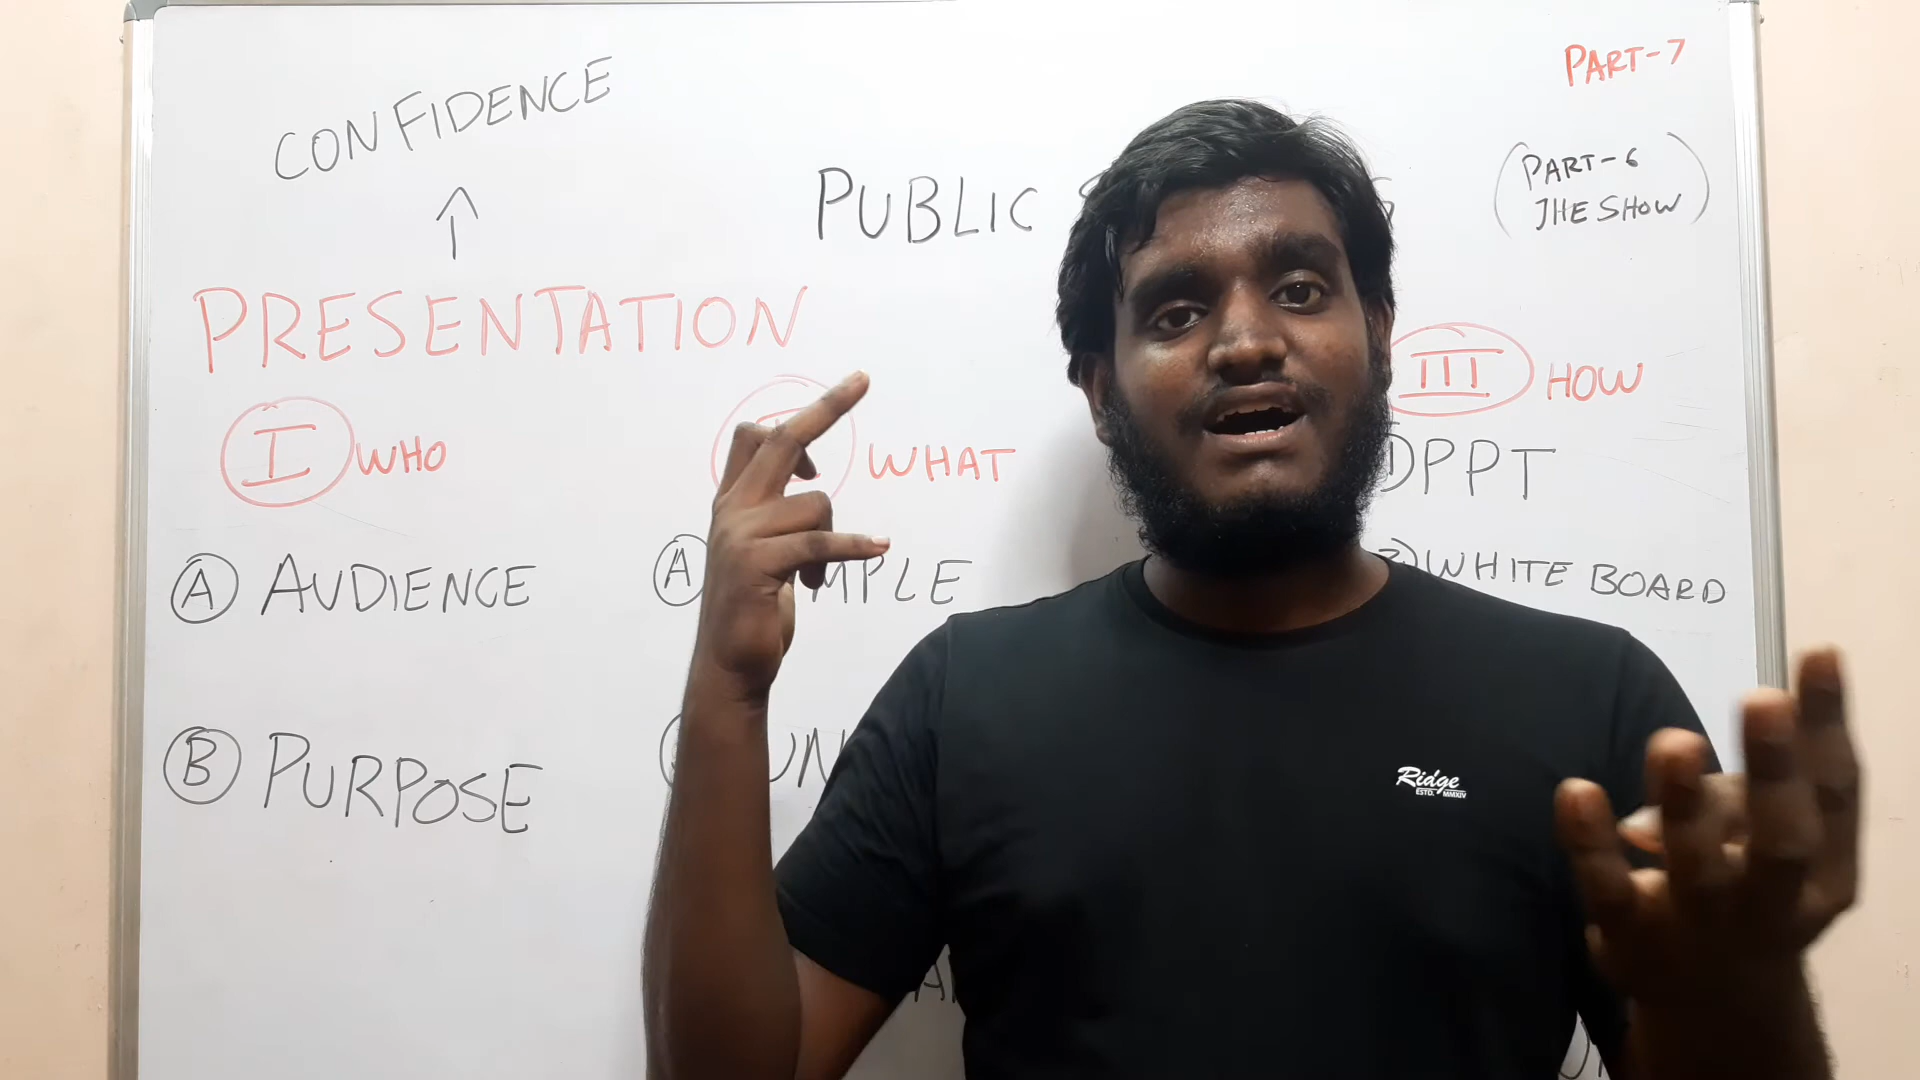 PART-7
CONFIDENCE
(PART-6
THE SHOW)
↑
PUBLIC
PRESENTATION
I WHO
WHAT
III HOW
PPT
A AUDIENCE
A
WHITE BOARD
B PURPOSE
Ridge
ESTD. MMXIV